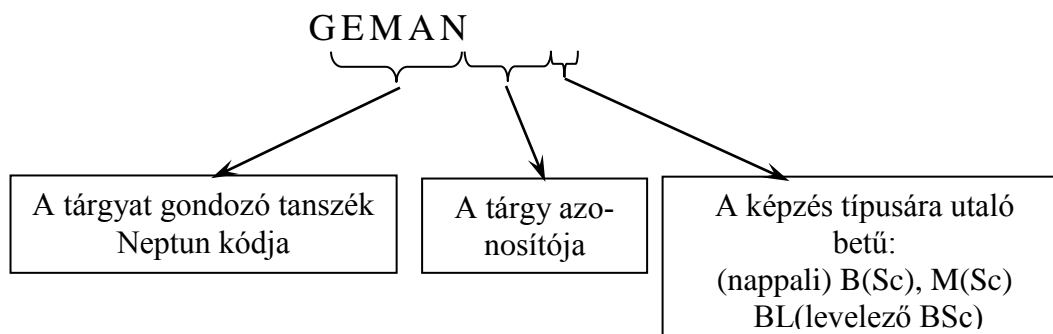 GEMAN
A tárgyat gondozó tanszék
Neptun kódja
A tárgy azo-
nosítója
A képzés típusára utaló
betű:
(nappali) B(Sc), M(Sc)
BL(levelező BSc)